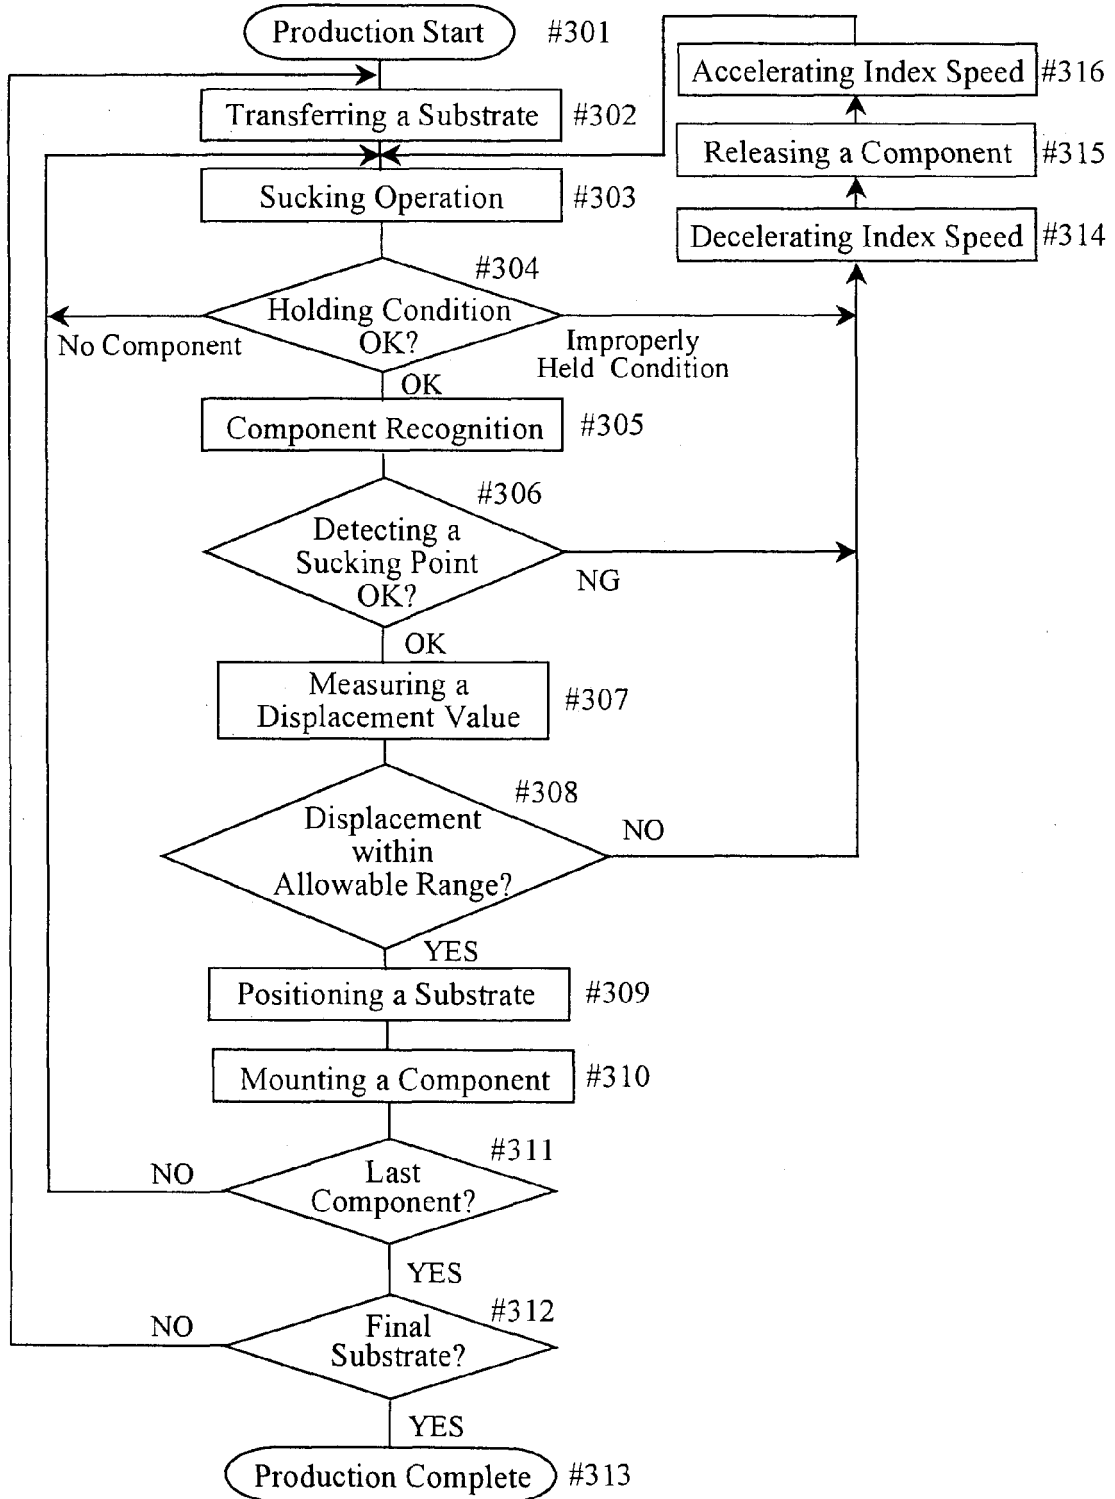 Production Start #301
Accelerating Index Speed #316
Transferring a Substrate #302
Releasing a Component #315
Sucking Operation #303
Decelerating Index Speed #314
#304
Holding Condition
OK?
No Component
Improperly
Held Condition
OK
Component Recognition #305
#306
Detecting a
Sucking Point
OK?
NG
OK
Measuring a
Displacement Value
#307
#308
Displacement
within
Allowable Range?
NO
YES
Positioning a Substrate #309
Mounting a Component #310
#311
Last
Component?
NO
YES
#312
Final
Substrate?
NO
YES
Production Complete #313